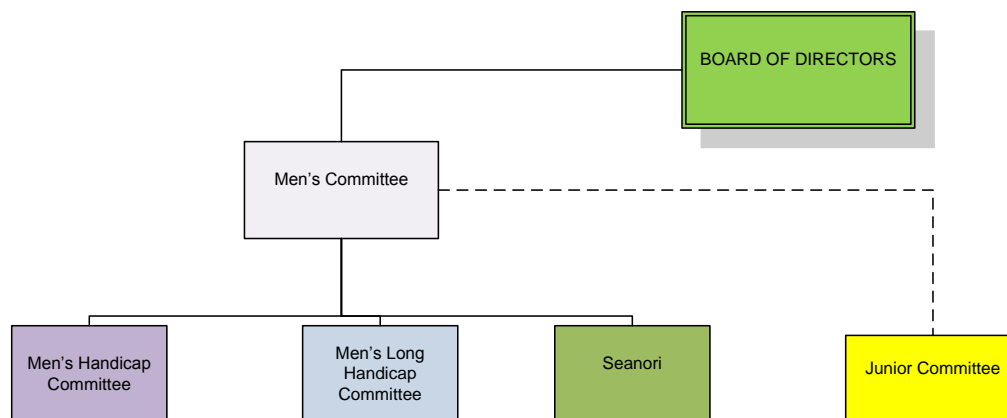 BOARD OF DIRECTORS
Men's Committee
Men's Handicap
Committee
Men's Long
Handicap
Committee
Seanori
Junior Committee